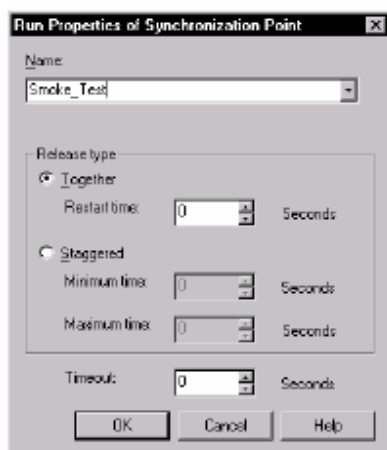 Run Properties of Synchronization Point
Name:
Smoke_Test
Release type
Together
Restart time: 0 Seconds
Staggered
Minimum time: 0 Seconds
Maximum time: 0 Seconds
Timeout: 0 Seconds
OK Cancel Help